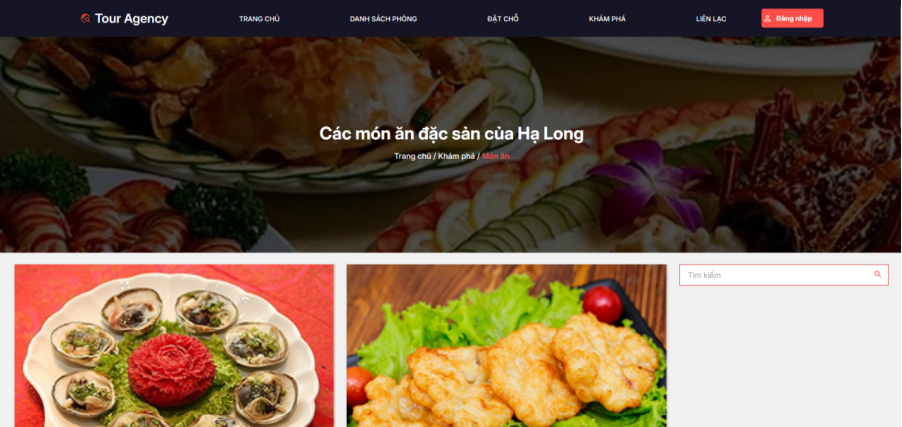 Tour Agency
TRANG CHỦ
DANH SÁCH PHÒNG
ĐẶT CHỖ
KHÁM PHÁ
LIÊN LẠC
Đăng nhập
Các món ăn đặc sản của Hạ Long
Trang chủ / Khám phá / Món ăn
Tìm kiếm